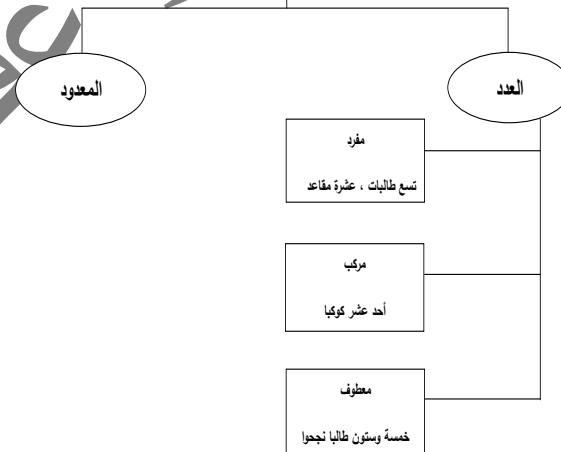 العدد
المعدود
مفرد
تسع طالبات ، عشرة مقاعد
مركب
أحد عشر كوكبا
معطوف
خمسة وستون طالبا نجحوا